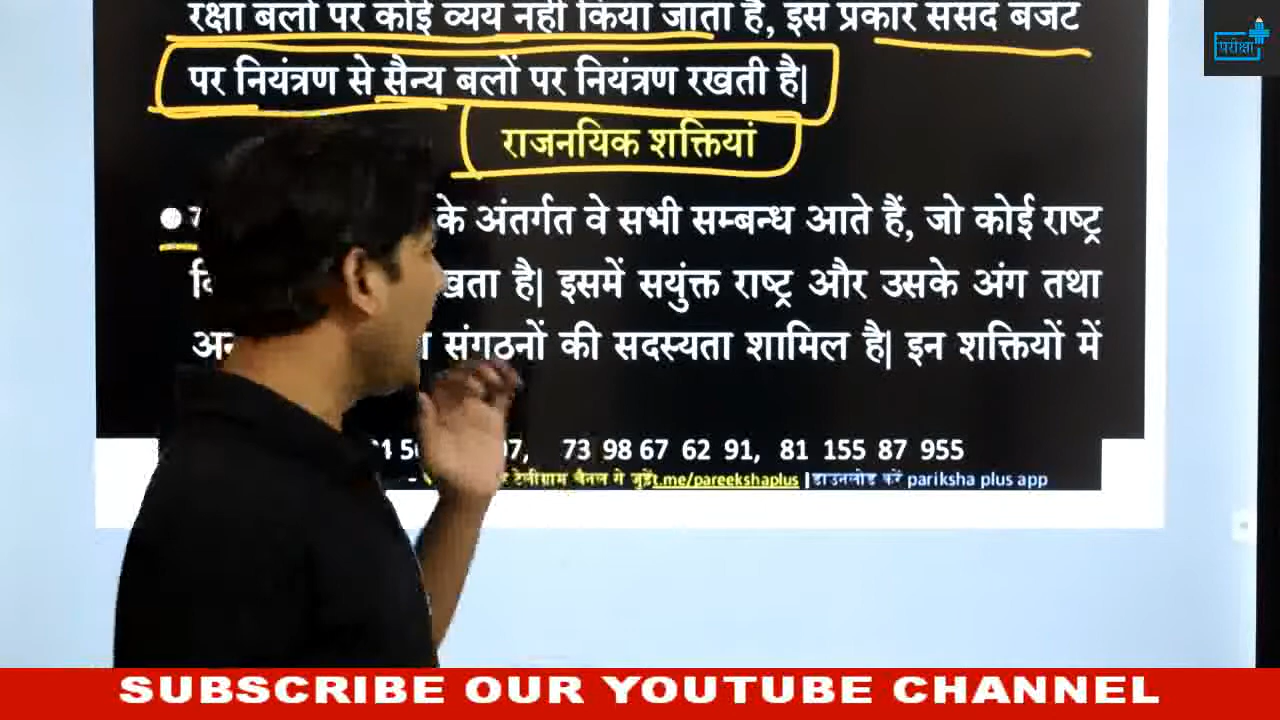 रक्षा बलों पर कोई व्यय नहीं किया जाता है, इस प्रकार संसद बजट
परीक्षा
पर नियंत्रण से सैन्य बलों पर नियंत्रण रखती है|
राजनयिक शक्तियां
के अंतर्गत वे सभी सम्बन्ध आते हैं, जो कोई राष्ट्र
है| इसमें सयुंक्त राष्ट्र और उसके अंग तथा
संगठनों की सदस्यता शामिल है| इन शक्तियों में
73 98 67 62 91, 81 155 87 955
टेलीग्राम चैनल से जुड़ें t.me/pareekshaplus | डाउनलोड करें pariksha plus app
SUBSCRIBE OUR YOUTUBE CHANNEL